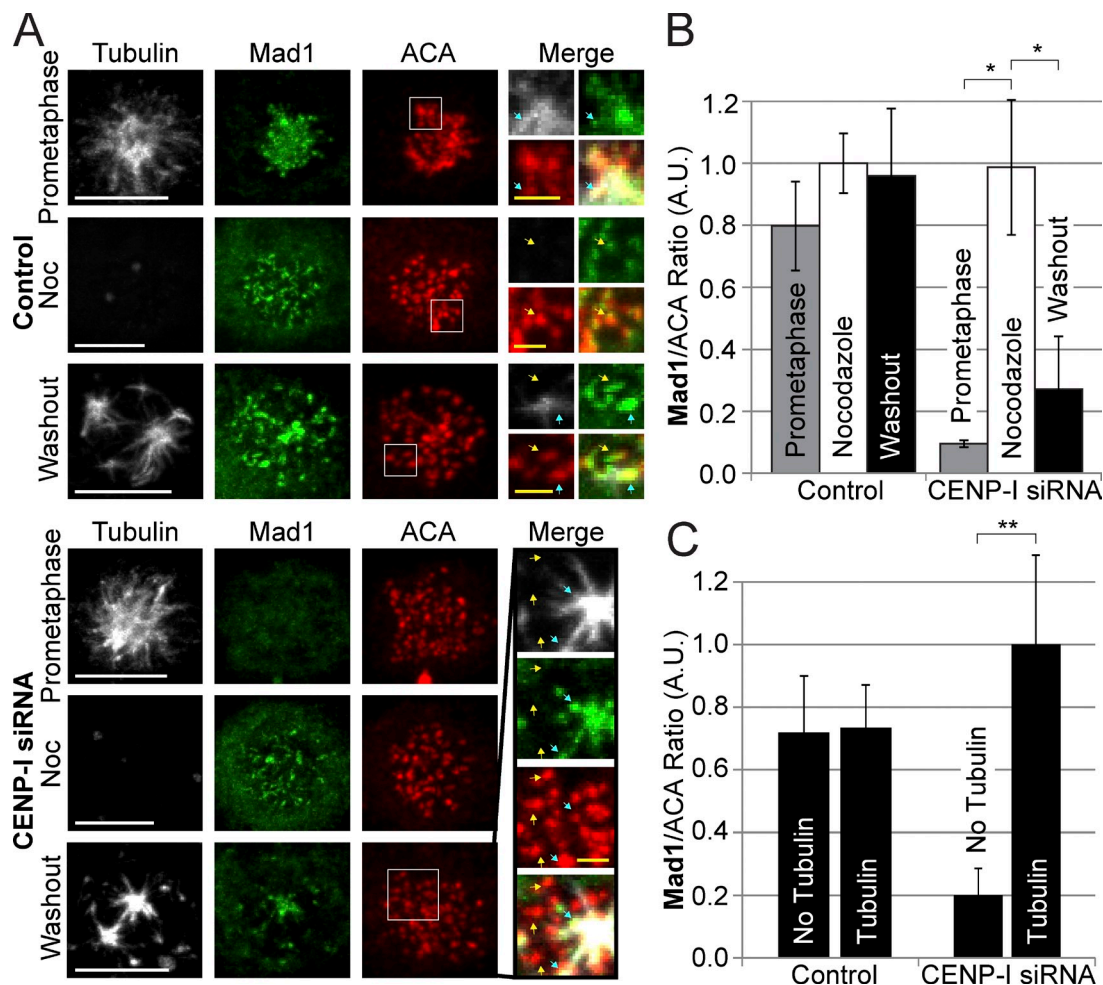 A
Tubulin Mad1 ACA Merge
Control
Prometaphase
Noc
Washout
Tubulin Mad1 ACA Merge
CENP-I siRNA
Prometaphase
Noc
Washout
B
* *
Mad1/ACA Ratio (A.U.)
1.2
1.0
0.8
0.6
0.4
0.2
0.0
Prometaphase
Nocodazole
Washout
Prometaphase
Nocodazole
Washout
Control CENP-I siRNA
C
**
Mad1/ACA Ratio (A.U.)
1.2
1.0
0.8
0.6
0.4
0.2
0.0
No Tubulin
Tubulin
No Tubulin
Tubulin
Control CENP-I siRNA